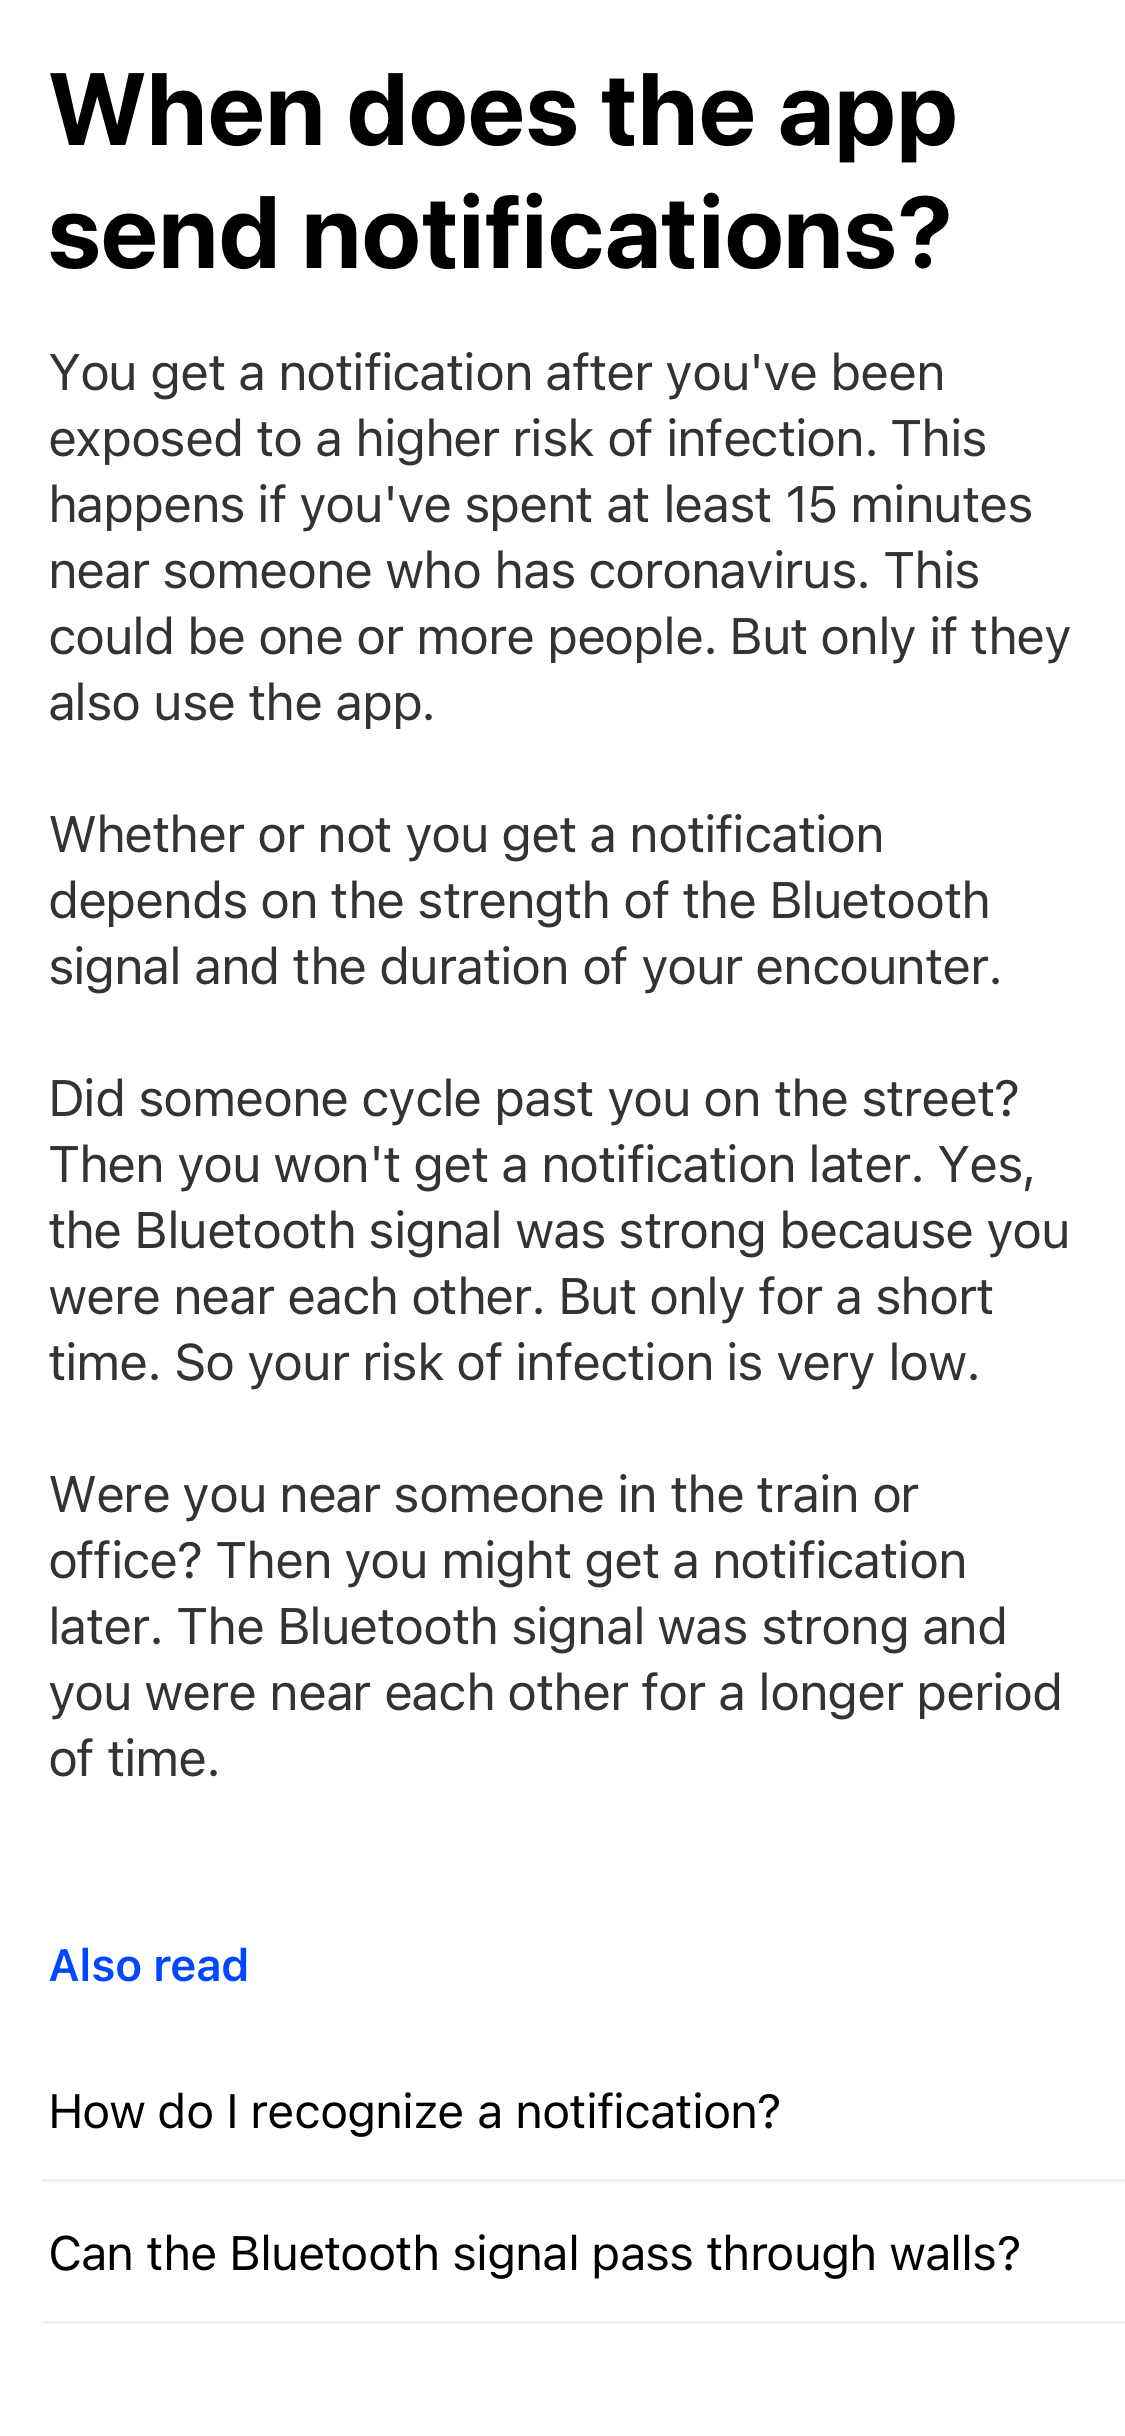 When does the app
send notifications?
You get a notification after you've been
exposed to a higher risk of infection. This
happens if you've spent at least 15 minutes
near someone who has coronavirus. This
could be one or more people. But only if they
also use the app.
Whether or not you get a notification
depends on the strength of the Bluetooth
signal and the duration of your encounter.
Did someone cycle past you on the street?
Then you won't get a notification later. Yes,
the Bluetooth signal was strong because you
were near each other. But only for a short
time. So your risk of infection is very low.
Were you near someone in the train or
office? Then you might get a notification
later. The Bluetooth signal was strong and
you were near each other for a longer period
of time.
Also read
How do I recognize a notification?
Can the Bluetooth signal pass through walls?